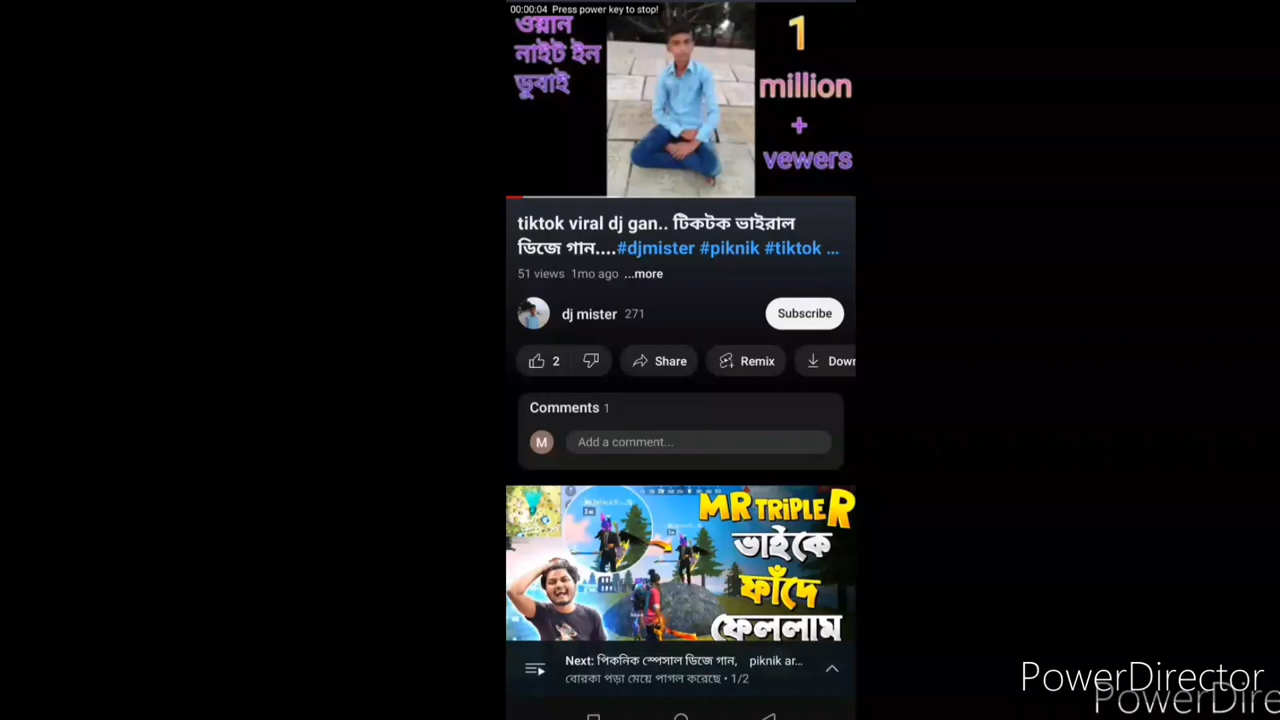 00:00:04 Press power key to stop!
ওয়ান
নাইট ইন
ডুবাই
1
million
+
vewers
tiktok viral dj gan.. টিকটক ভাইরাল
ডিজে গান....#djmister #piknik #tiktok ...
51 views 1mo ago ...more
dj mister 271
Subscribe
2
Share
Remix
Dow
Comments 1
M
Add a comment...
MR TRIPLE R
ভাইকে
ফাঁদে
ফেললাম
Next: পিকনিক স্পেসাল ডিজে গান, piknik ar...
বোরকা পড়া মেয়ে পাগল করেছে • 1/2
PowerDirector
PowerDire